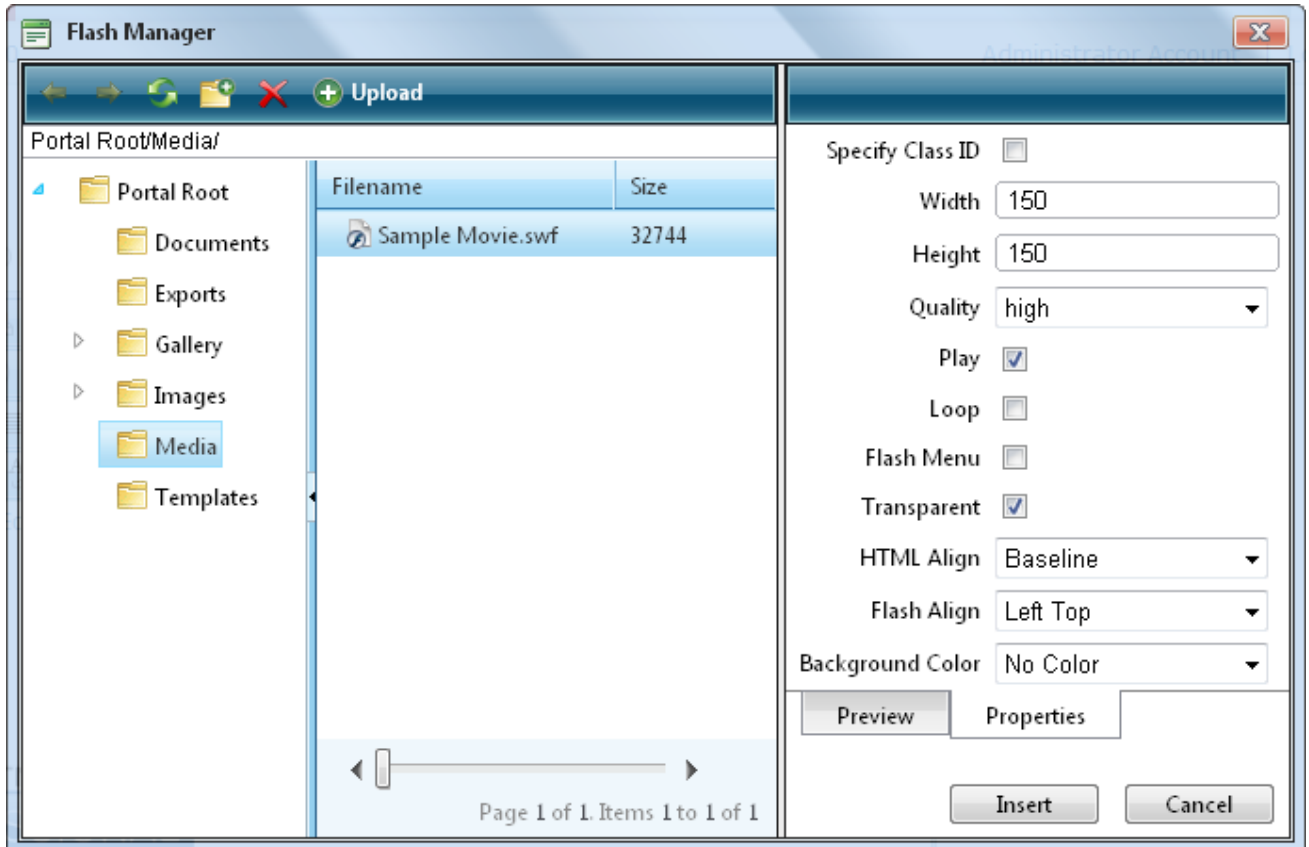 Flash Manager
Administrator Account
Upload
Portal Root/Media/
Portal Root
Documents
Exports
Gallery
Images
Media
Templates
Filename Size
Sample Movie.swf 32744
Page 1 of 1. Items 1 to 1 of 1
Specify Class ID
Width 150
Height 150
Quality high
Play
Loop
Flash Menu
Transparent
HTML Align Baseline
Flash Align Left Top
Background Color No Color
Preview Properties
Insert Cancel